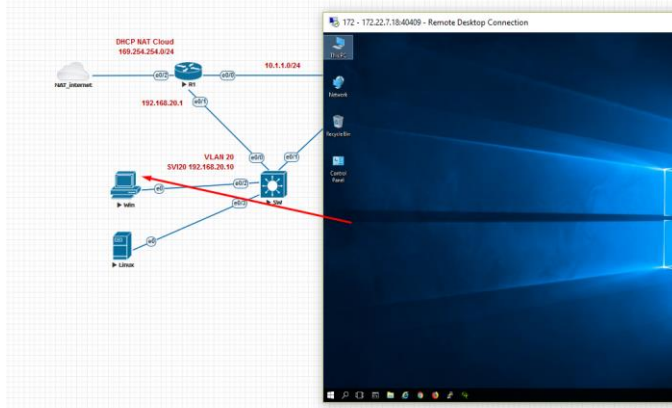 172 - 172.22.7.18:40409 - Remote Desktop Connection
DHCP NAT Cloud
169.254.254.0/24
10.1.1.0/24
NAT_internet
e0/2
R1
e0/0
192.168.20.1
e0/1
VLAN 20
SVI20 192.168.20.10
e0/0
e0/1
Win
e0
e0/2
SW
e0/3
Linux
e0
This PC
Network
Recycle Bin
Control
Panel